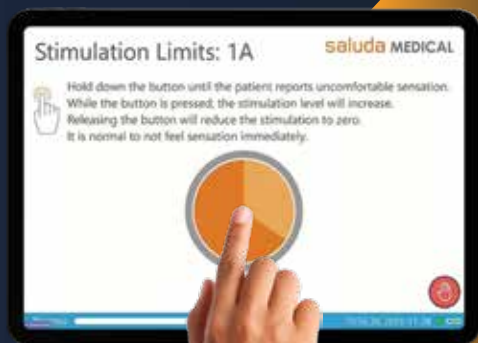 Stimulation Limits: 1A
saluda MEDICAL
Hold down the button until the patient reports uncomfortable sensation.
While the button is pressed, the stimulation level will increase.
Releasing the button will reduce the stimulation to zero.
It is normal to not feel sensation immediately.